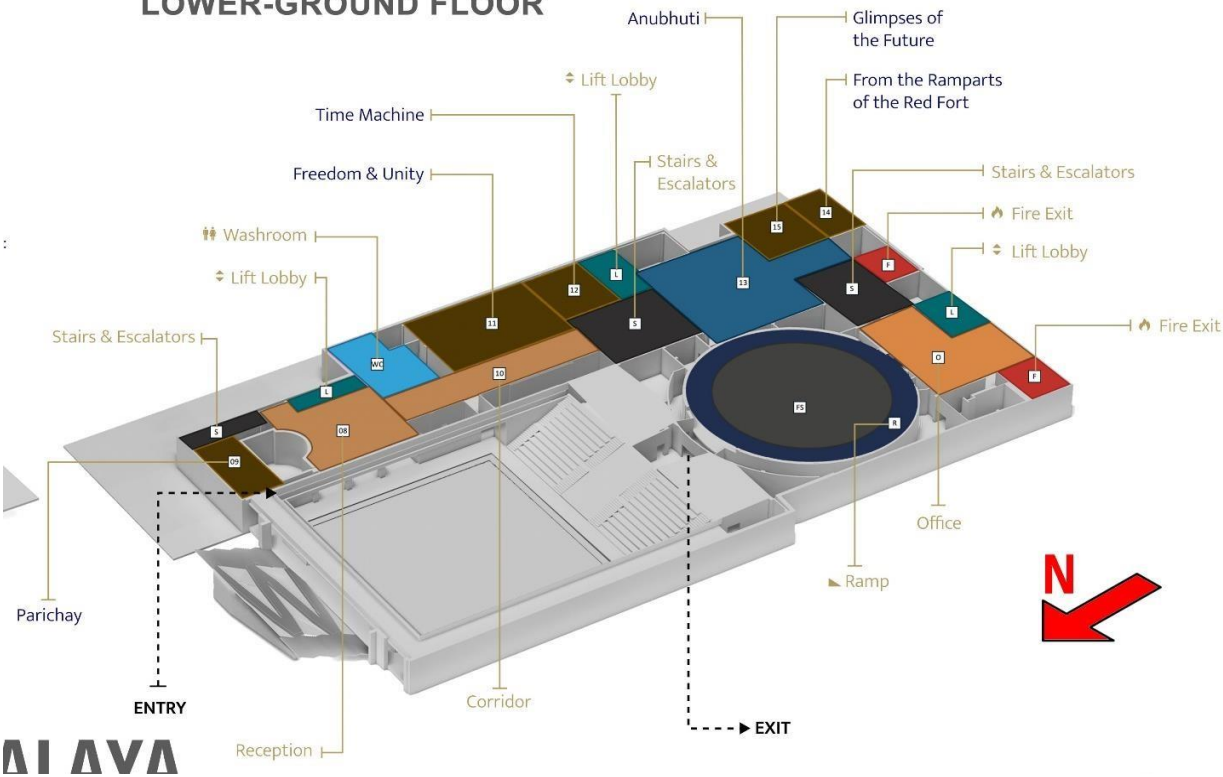 LOWER-GROUND FLOOR
Anubhuti
Glimpses of
the Future
Lift Lobby
From the Ramparts
of the Red Fort
Time Machine
Stairs &
Escalators
Freedom & Unity
Stairs & Escalators
Washroom
Fire Exit
Lift Lobby
Lift Lobby
Fire Exit
Stairs & Escalators
14
15
F
L
13
S
12
L
S
11
O
WC
10
F
L
FS
R
S
08
09
Office
N
Ramp
Parichay
ENTRY
Corridor
EXIT
Reception
ALAYA
: